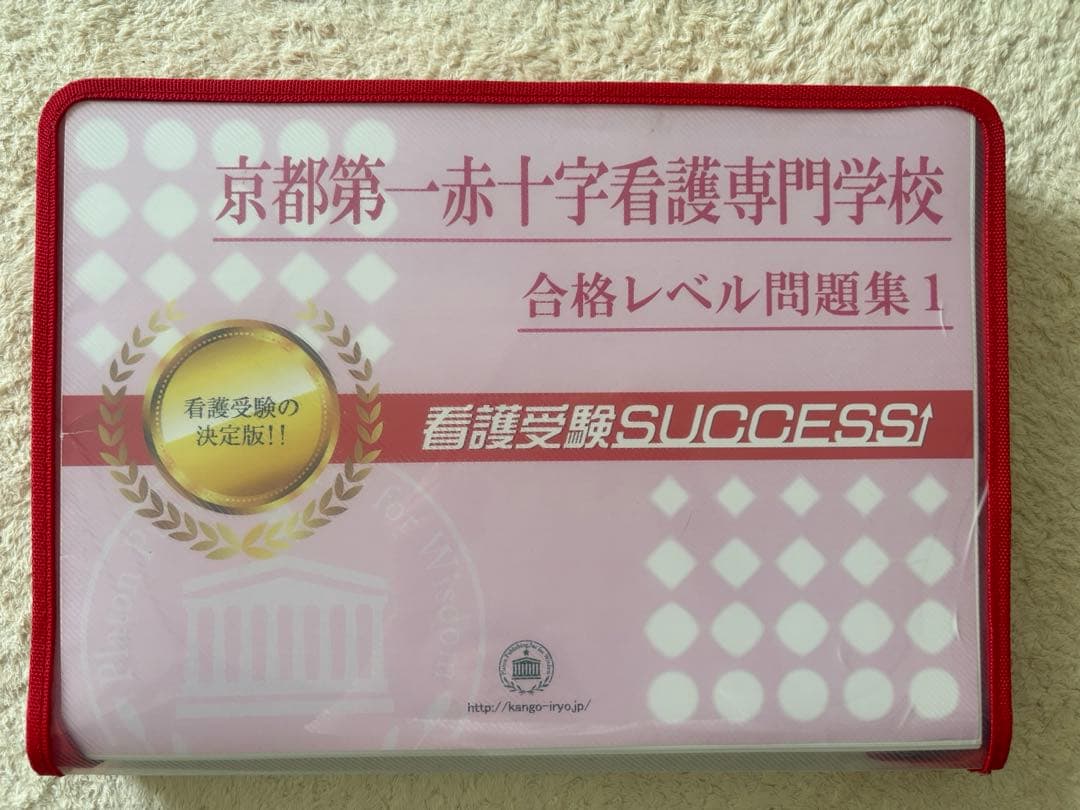 京都第一赤十字看護専門学校
合格レベル問題集1
看護受験の
決定版!!
看護受験SUCCESS
for Wisdom
http://kango-iryo.jp/